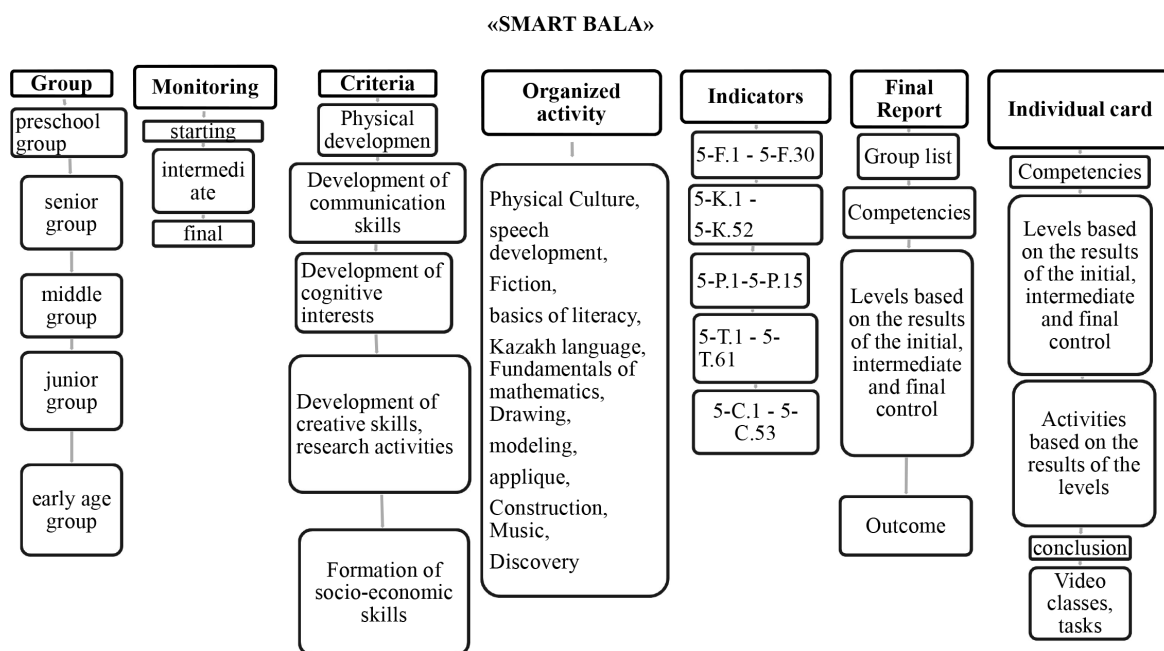 «SMART BALA»
Group
preschool
group
senior
group
middle
group
junior
group
early age
group
Monitoring
starting
intermedi
ate
final
Criteria
Physical
developmen
Development of
communication
skills
Development of
cognitive
interests
Development of
creative skills,
research activities
Formation of
socio-economic
skills
Organized
activity
Physical Culture,
speech
development,
Fiction,
basics of literacy,
Kazakh language,
Fundamentals of
mathematics,
Drawing,
modeling,
applique,
Construction,
Music,
Discovery
Indicators
5-F.1 - 5-F.30
5-K.1 -
5-K.52
5-P.1-5-P.15
5-T.1 - 5-
T.61
5-C.1 - 5-
C.53
Final
Report
Group list
Competencies
Levels based
on the results
of the initial,
intermediate
and final
control
Outcome
Individual card
Competencies
Levels based
on the results
of the initial,
intermediate
and final
control
Activities
based on the
results of the
levels
conclusion
Video
classes,
tasks